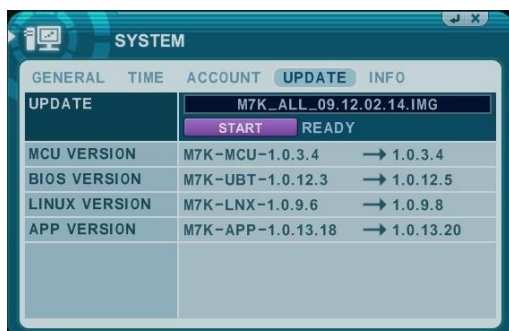 SYSTEM
GENERAL TIME ACCOUNT UPDATE INFO
UPDATE M7K_ALL_09.12.02.14.IMG
START READY
MCU VERSION M7K-MCU-1.0.3.4 → 1.0.3.4
BIOS VERSION M7K-UBT-1.0.12.3 → 1.0.12.5
LINUX VERSION M7K-LNX-1.0.9.6 → 1.0.9.8
APP VERSION M7K-APP-1.0.13.18 → 1.0.13.20